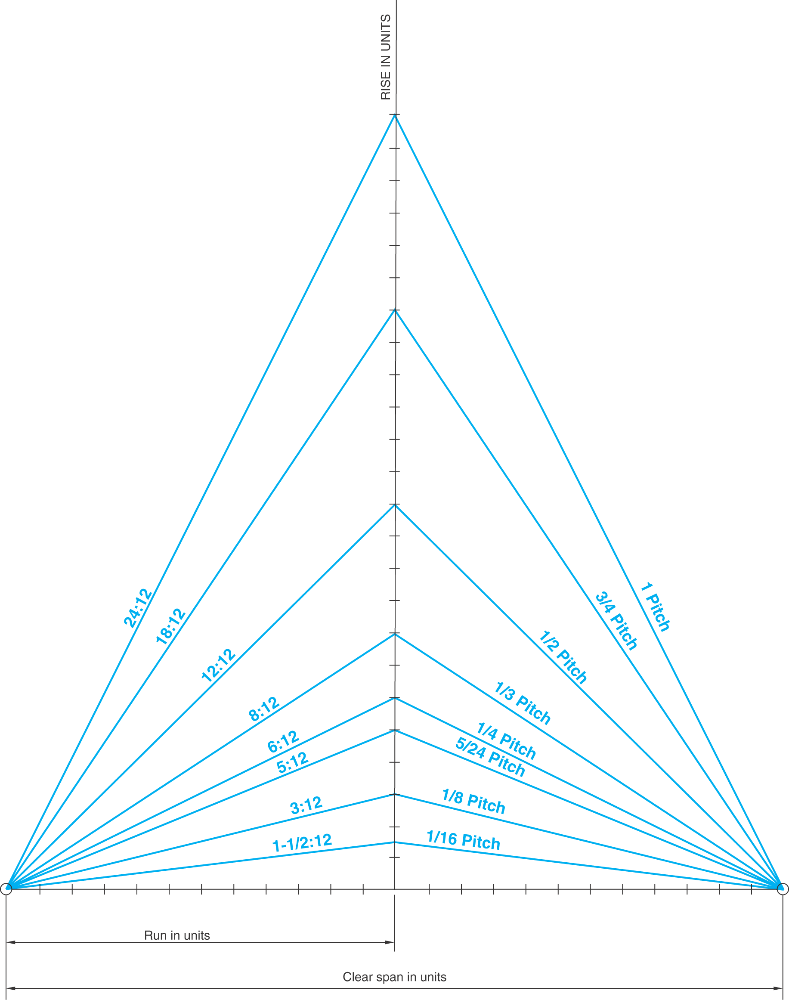 RISE IN UNITS
24:12
1 Pitch
18:12
3/4 Pitch
12:12
1/2 Pitch
8:12
1/3 Pitch
6:12
1/4 Pitch
5:12
5/24 Pitch
3:12
1/8 Pitch
1-1/2:12
1/16 Pitch
Run in units
Clear span in units